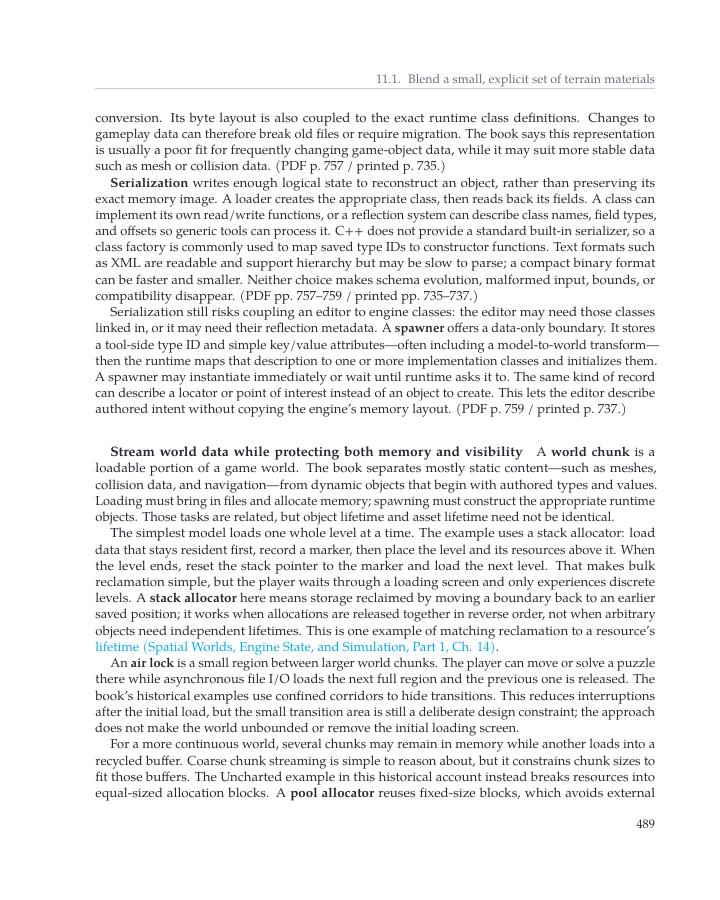 11.1. Blend a small, explicit set of terrain materials
conversion. Its byte layout is also coupled to the exact runtime class definitions. Changes to
gameplay data can therefore break old files or require migration. The book says this representation
is usually a poor fit for frequently changing game-object data, while it may suit more stable data
such as mesh or collision data. (PDF p. 757 / printed p. 735.)
Serialization writes enough logical state to reconstruct an object, rather than preserving its
exact memory image. A loader creates the appropriate class, then reads back its fields. A class can
implement its own read/write functions, or a reflection system can describe class names, field types,
and offsets so generic tools can process it. C++ does not provide a standard built-in serializer, so a
class factory is commonly used to map saved type IDs to constructor functions. Text formats such
as XML are readable and support hierarchy but may be slow to parse; a compact binary format
can be faster and smaller. Neither choice makes schema evolution, malformed input, bounds, or
compatibility disappear. (PDF pp. 757–759 / printed pp. 735–737.)
Serialization still risks coupling an editor to engine classes: the editor may need those classes
linked in, or it may need their reflection metadata. A spawner offers a data-only boundary. It stores
a tool-side type ID and simple key/value attributes—often including a model-to-world transform—
then the runtime maps that description to one or more implementation classes and initializes them.
A spawner may instantiate immediately or wait until runtime asks it to. The same kind of record
can describe a locator or point of interest instead of an object to create. This lets the editor describe
authored intent without copying the engine's memory layout. (PDF p. 759 / printed p. 737.)
Stream world data while protecting both memory and visibility A world chunk is a
loadable portion of a game world. The book separates mostly static content—such as meshes,
collision data, and navigation—from dynamic objects that begin with authored types and values.
Loading must bring in files and allocate memory; spawning must construct the appropriate runtime
objects. Those tasks are related, but object lifetime and asset lifetime need not be identical.
The simplest model loads one whole level at a time. The example uses a stack allocator: load
data that stays resident first, record a marker, then place the level and its resources above it. When
the level ends, reset the stack pointer to the marker and load the next level. That makes bulk
reclamation simple, but the player waits through a loading screen and only experiences discrete
levels. A stack allocator here means storage reclaimed by moving a boundary back to an earlier
saved position; it works when allocations are released together in reverse order, not when arbitrary
objects need independent lifetimes. This is one example of matching reclamation to a resource's
lifetime (Spatial Worlds, Engine State, and Simulation, Part 1, Ch. 14).
An air lock is a small region between larger world chunks. The player can move or solve a puzzle
there while asynchronous file I/O loads the next full region and the previous one is released. The
book's historical examples use confined corridors to hide transitions. This reduces interruptions
after the initial load, but the small transition area is still a deliberate design constraint; the approach
does not make the world unbounded or remove the initial loading screen.
For a more continuous world, several chunks may remain in memory while another loads into a
recycled buffer. Coarse chunk streaming is simple to reason about, but it constrains chunk sizes to
fit those buffers. The Uncharted example in this historical account instead breaks resources into
equal-sized allocation blocks. A pool allocator reuses fixed-size blocks, which avoids external
489